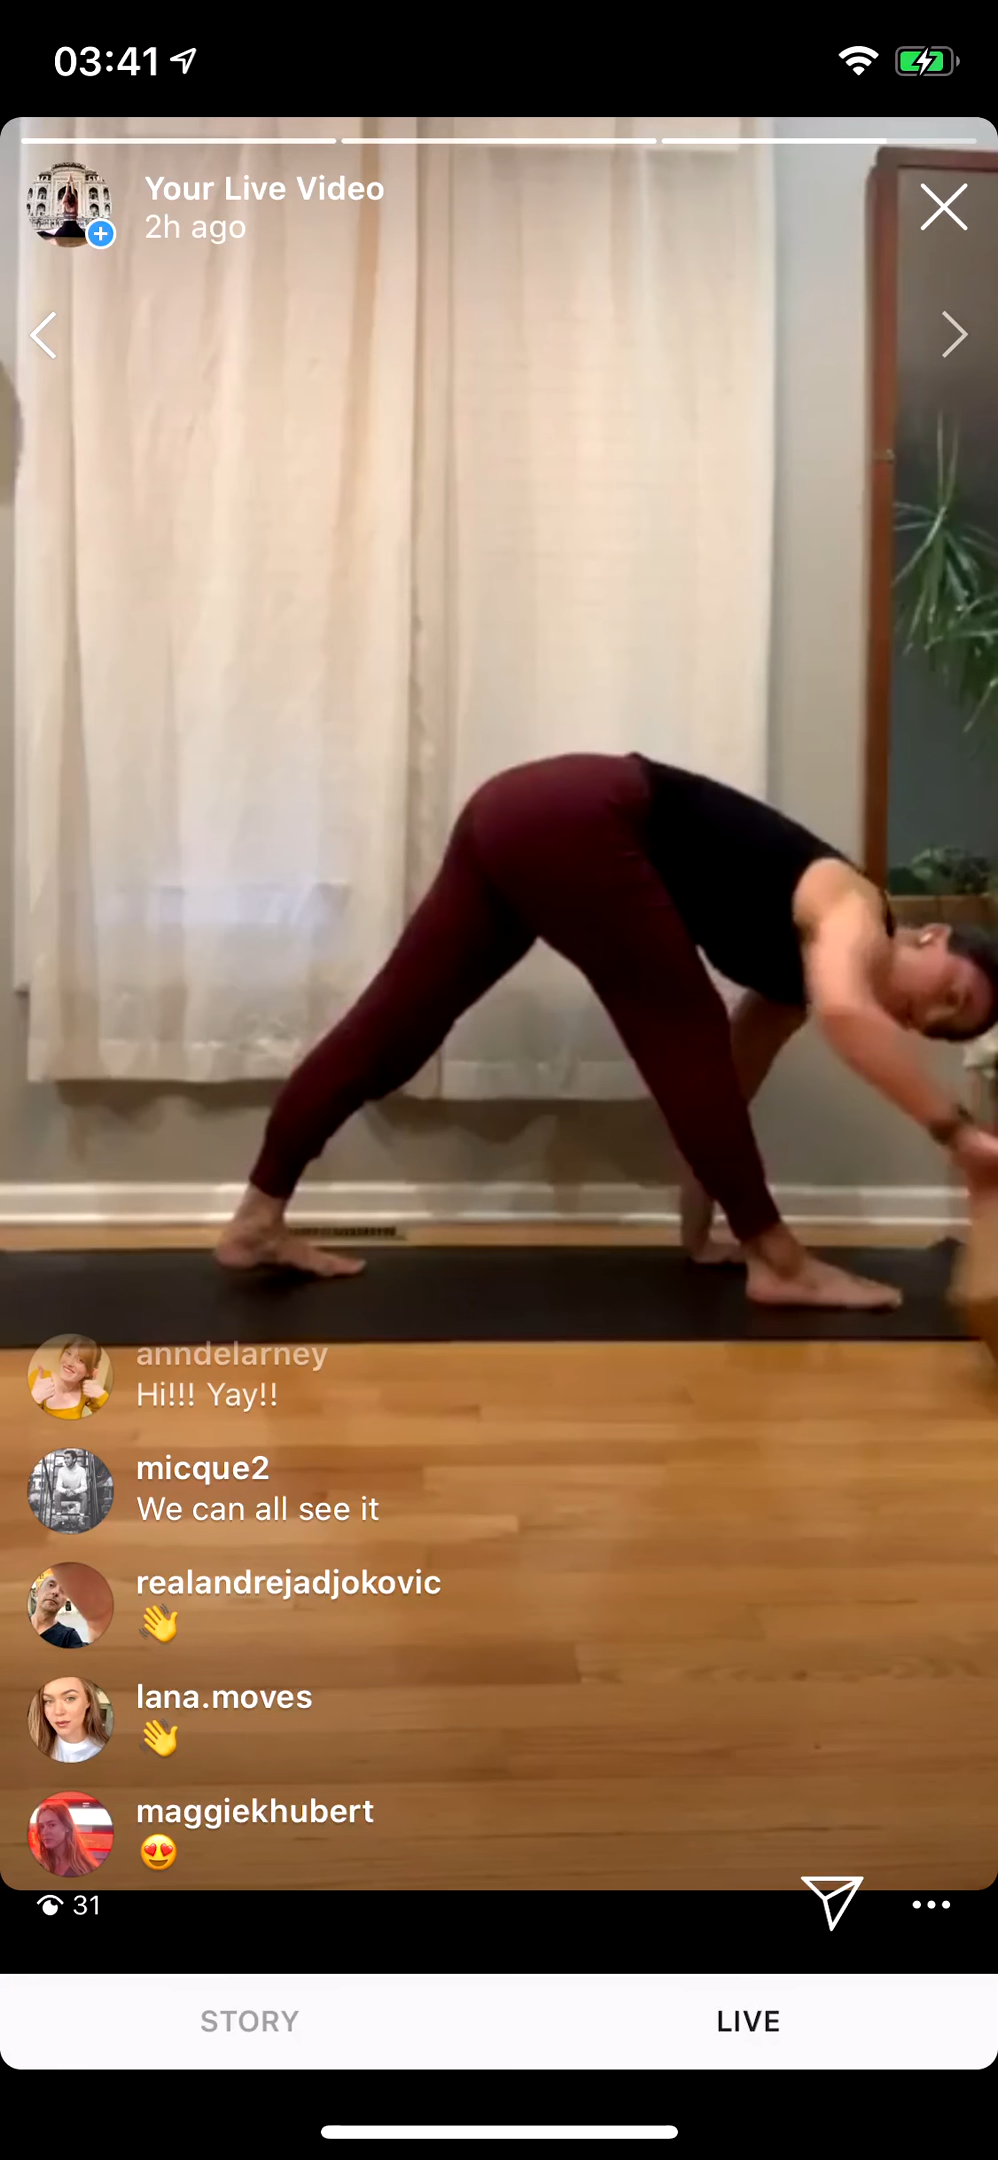 03:41
Your Live Video
2h ago
anndelarney
Hi!!! Yay!!
micque2
We can all see it
realandrejadjokovic
👋
lana.moves
👋
maggiekhubert
😍
31
STORY
LIVE